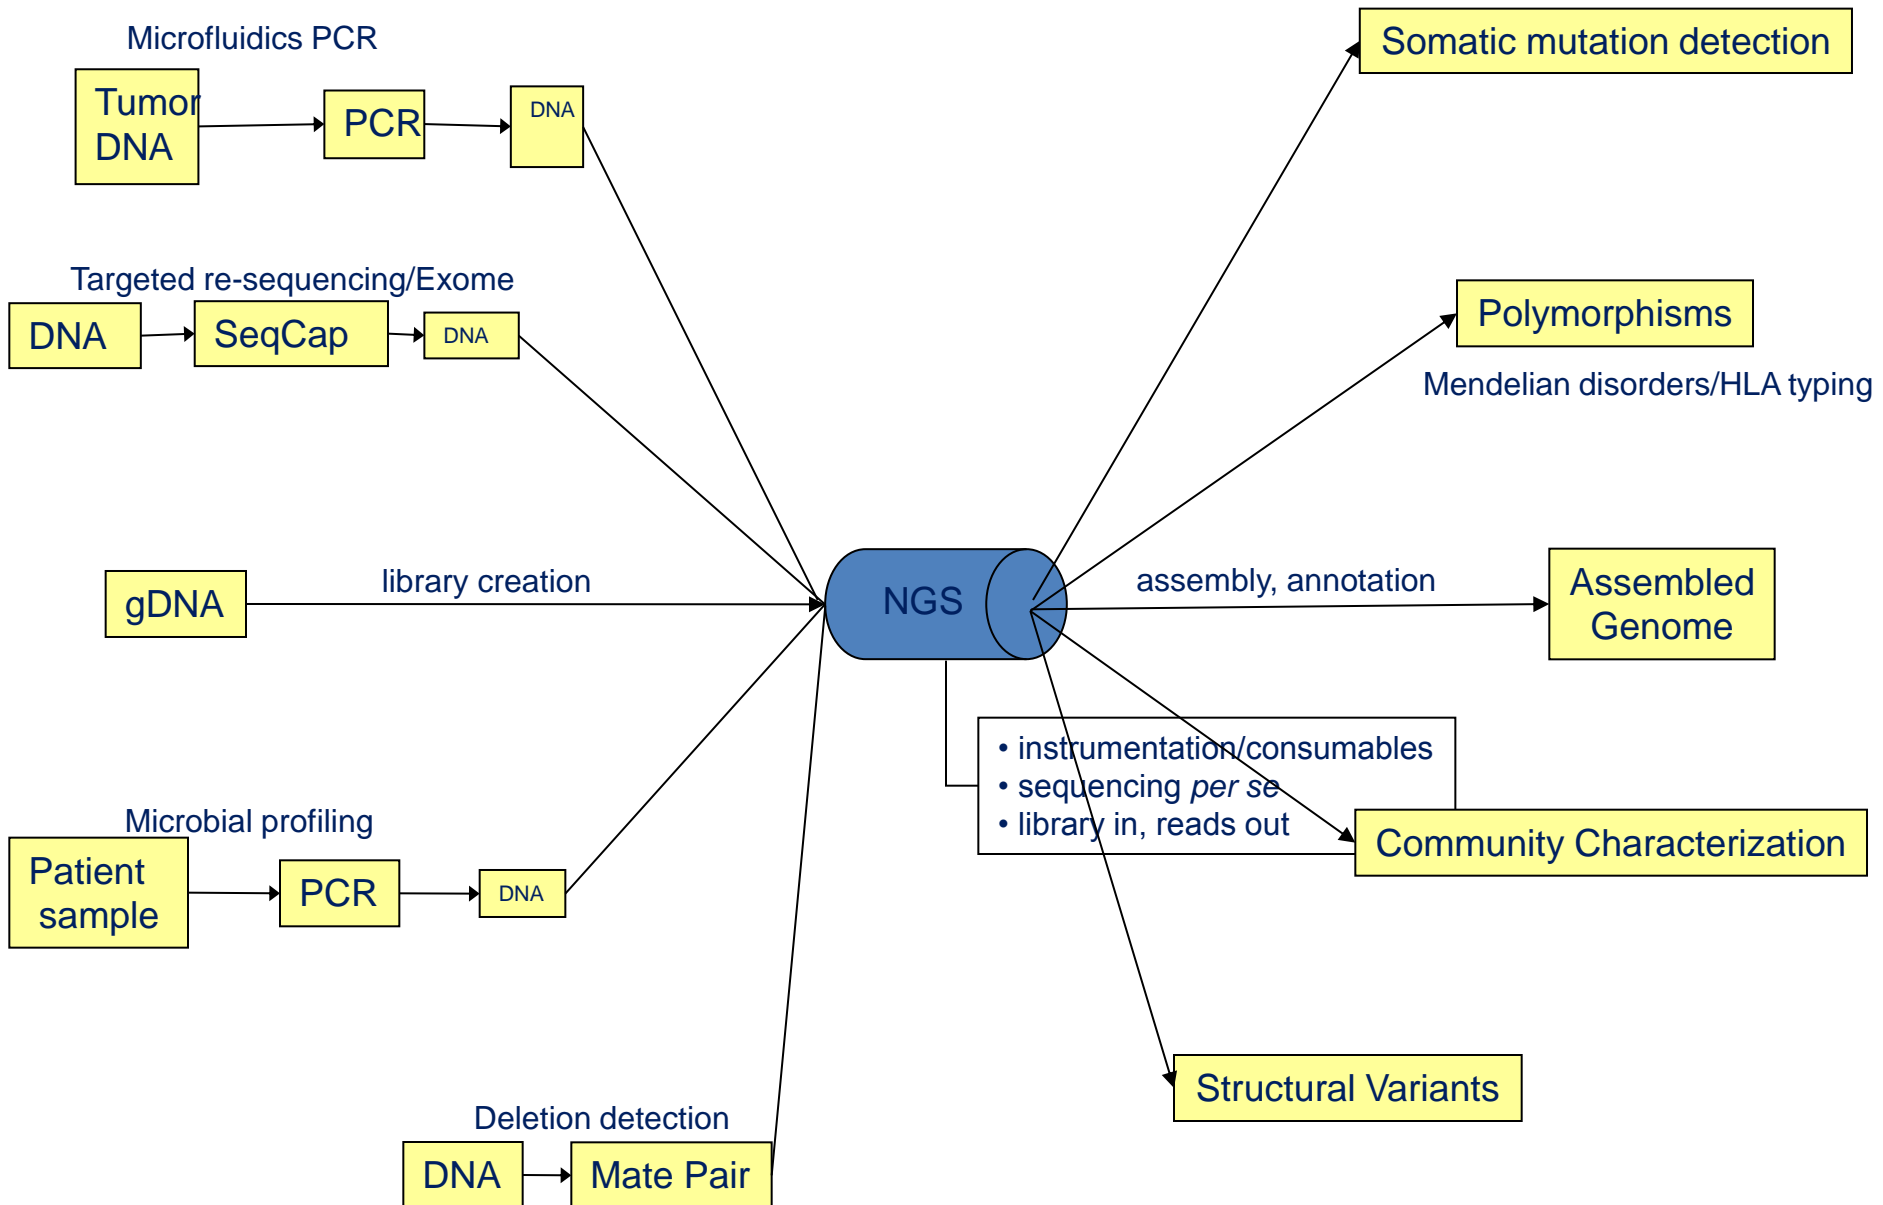 Microfluidics PCR
Tumor
DNA
PCR
DNA
Somatic mutation detection
Targeted re-sequencing/Exome
DNA
SeqCap
DNA
Polymorphisms
Mendelian disorders/HLA typing
gDNA
library creation
NGS
assembly, annotation
Assembled
Genome
• instrumentation/consumables
• sequencing per se
• library in, reads out
Microbial profiling
Patient
sample
PCR
DNA
Community Characterization
Structural Variants
Deletion detection
DNA
Mate Pair